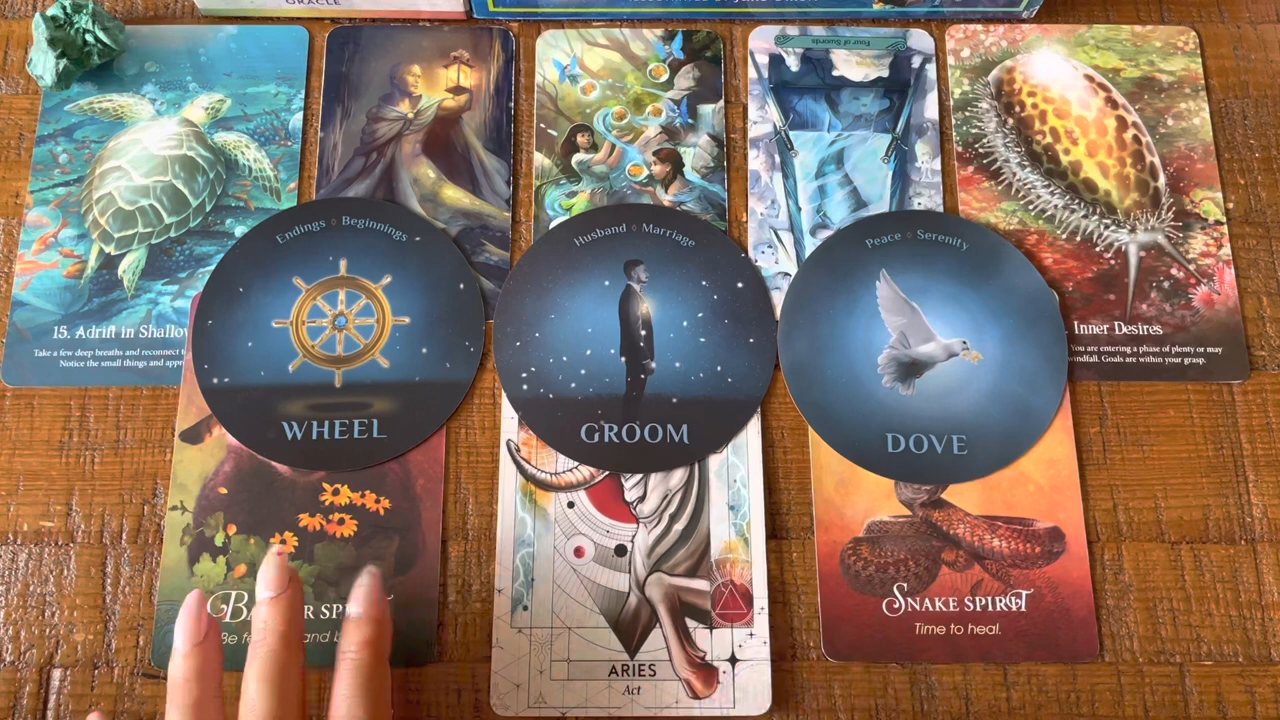 ORACLE
Four of Swords
15. Adrift in
Take a few deep breaths and reconnect
Notice the small things and
Inner Desires
You are entering a phase of plenty or may
windfall. Goals are within your grasp.
Endings ◊ Beginnings
WHEEL
Husband ◊ Marriage
GROOM
Peace ◊ Serenity
DOVE
ARIES
Act
SNAKE SPIRIT
Time to heal.